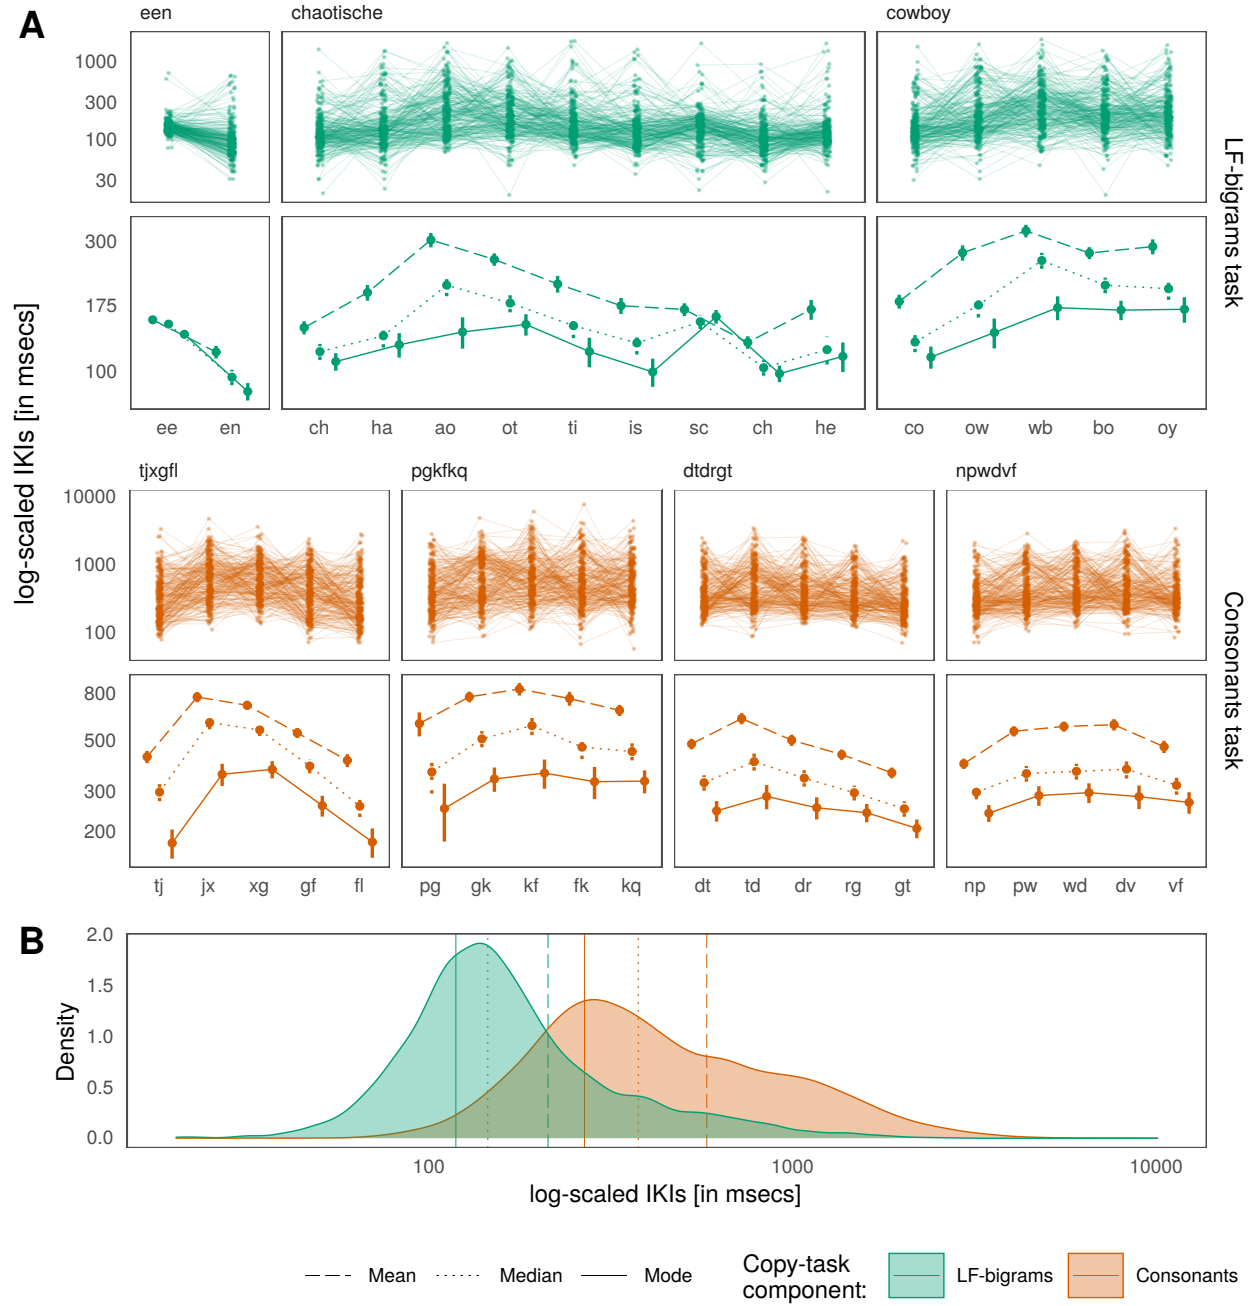 A
een chaotische cowboy
1000
300
100
30
LF-bigrams task
300
175
100
ee en ch ha ao ot ti is sc ch he co ow wb bo oy
log-scaled IKIs [in msecs]
tjxgfl pgkfkq dtdrgt npwdvf
10000
1000
100
Consonants task
800
500
300
200
tj jx xg gf fl pg gk kf fk kq dt td dr rg gt np pw wd dv vf
B
2.0
1.5
1.0
0.5
0.0
Density
100 1000 10000
log-scaled IKIs [in msecs]
Mean Median Mode Copy-task component: LF-bigrams Consonants